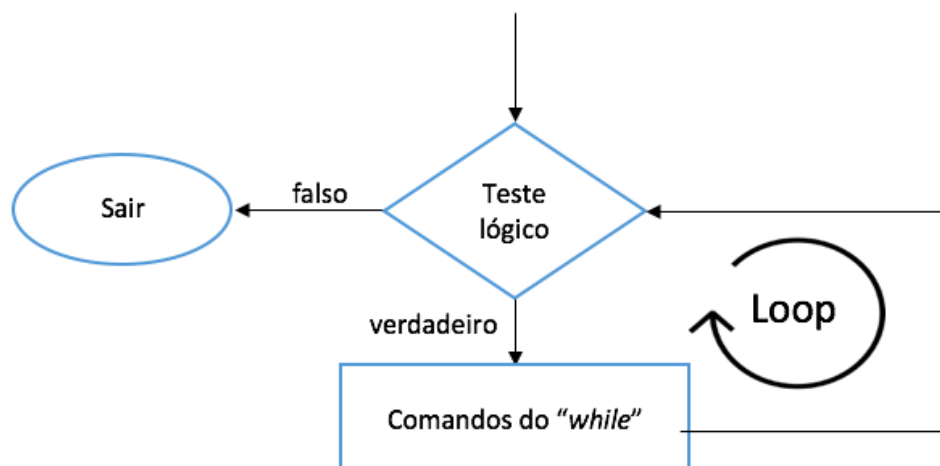 Teste
lógico
falso
Sair
verdadeiro
Loop
Comandos do “while”